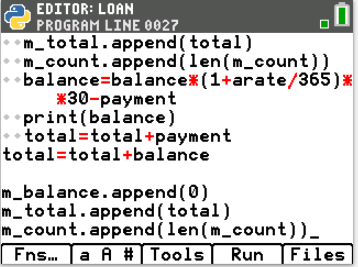 EDITOR: LOAN
PROGRAM LINE 0027
m_total.append(total)
m_count.append(len(m_count))
balance=balance*(1+arate/365)*
*30-payment
print(balance)
total=total+payment
total=total+balance
m_balance.append(0)
m_total.append(total)
m_count.append(len(m_count))_
Fns… a A # Tools Run Files